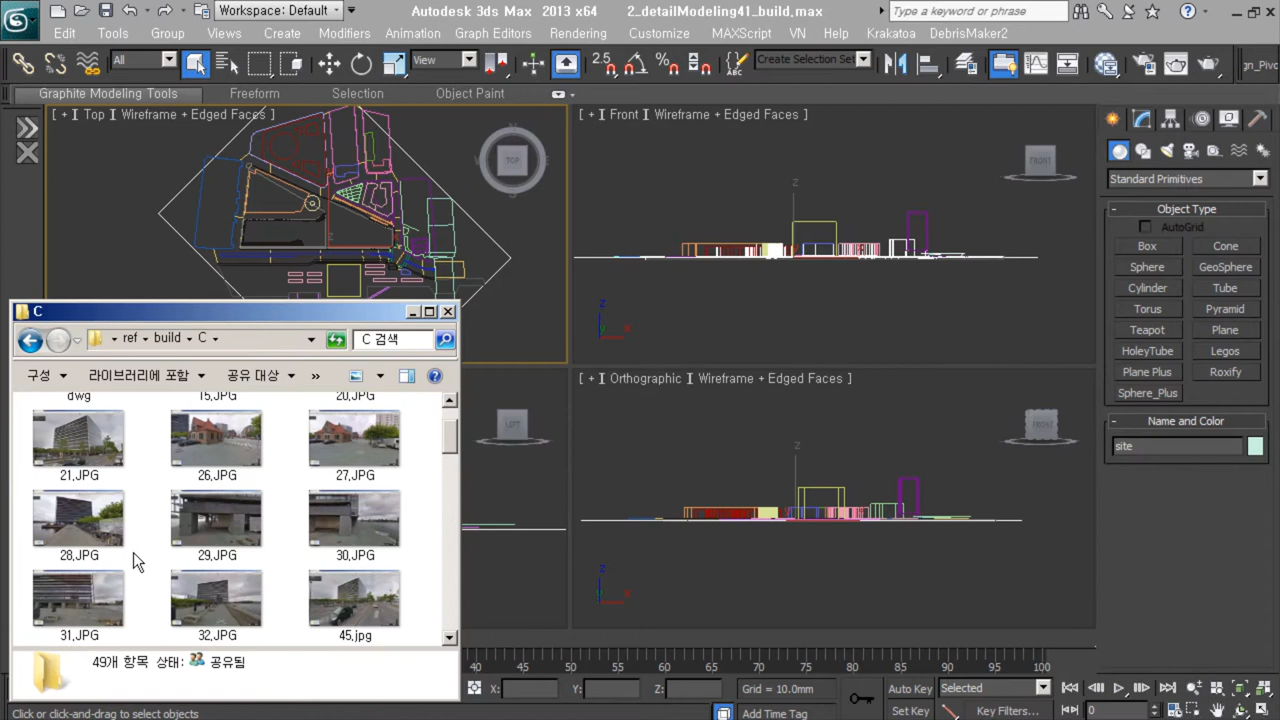 Workspace: Default
Autodesk 3ds Max 2013 x64
2_detailModeling41_build.max
Type a keyword or phrase
Edit
Tools
Group
Views
Create
Modifiers
Animation
Graph Editors
Rendering
Customize
MAXScript
VN
Help
Krakatoa
DebrisMaker2
All
View
2.5
Create Selection Set
gn_Pivo
Graphite Modeling Tools
Freeform
Selection
Object Paint
[ + ] Top ] Wireframe + Edged Faces ]
TOP
[ + ] Front ] Wireframe + Edged Faces ]
FRONT
Z
Z
X
[ + ] Orthographic ] Wireframe + Edged Faces ]
LEFT
FRONT
Z
Z
X
Standard Primitives
Object Type
AutoGrid
Box
Cone
Sphere
GeoSphere
Cylinder
Tube
Torus
Pyramid
Teapot
Plane
HoleyTube
Legos
Plane Plus
Roxify
Sphere_Plus
Name and Color
site
C
ref
build
C
C 검색
구성
라이브러리에 포함
공유 대상
»
dwg
15.JPG
20.JPG
21.JPG
26.JPG
27.JPG
28.JPG
29.JPG
30.JPG
31.JPG
32.JPG
45.jpg
49개 항목 상태: 공유됨
40 45 50 55 60 65 70 75 80 85 90 95 100
X:
Y:
Z:
Grid = 10.0mm
Auto Key
Selected
Set Key
Key Filters...
0
Add Time Tag
Click or click-and-drag to select objects